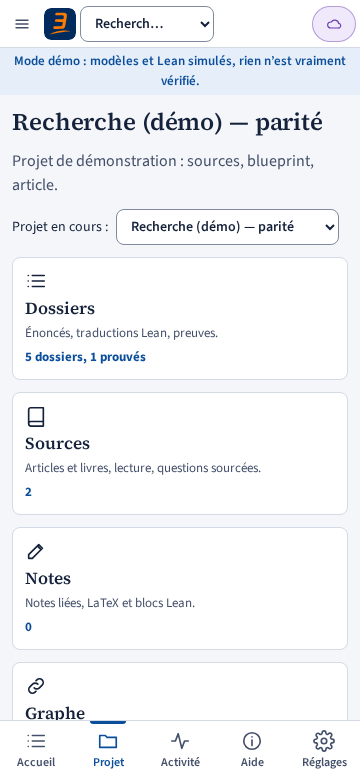 Recherch…
Mode démo : modèles et Lean simulés, rien n’est vraiment
vérifié.
Recherche (démo) — parité
Projet de démonstration : sources, blueprint,
article.
Projet en cours : Recherche (démo) — parité
Dossiers
Énoncés, traductions Lean, preuves.
5 dossiers, 1 prouvés
Sources
Articles et livres, lecture, questions sourcées.
2
Notes
Notes liées, LaTeX et blocs Lean.
0
Graphe
Accueil Projet Activité Aide Réglages